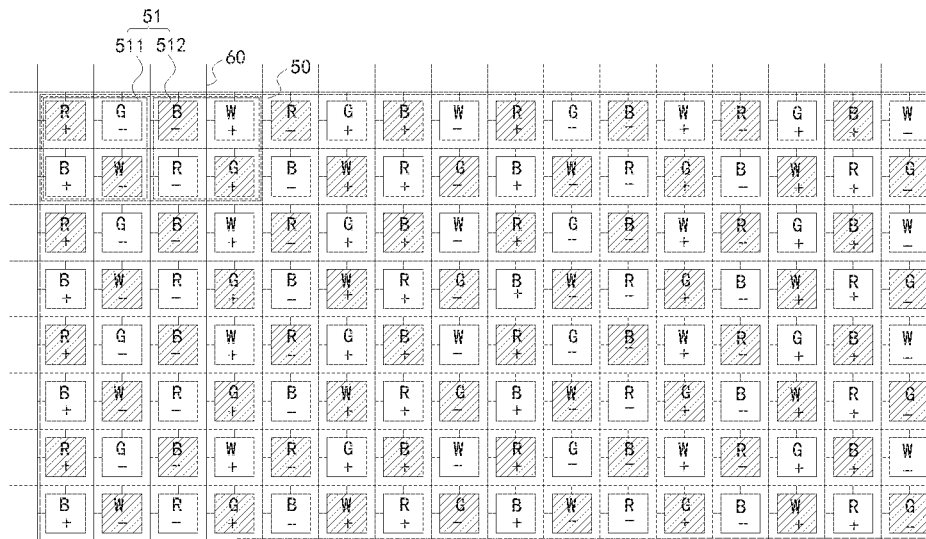 51
511 512 60 50
R G B W R G B W R G B W R G B W
+ -- – + – + + – + -- – + -- + + –
B W R G B W R G B W R G B W R G
+ -- – + – + + – + – -- + – + + –
R G B W R G B W R G B W R G B W
+ -- – + – + + – + – -- + -- + + –
B W R G B W R G B W R G B W R G
+ -- – + – + + – + -- – + -- + + –
R G B W R G B W R G B W R G B W
+ – -- + -- + + – + – -- + -- + + –
B W R G B W R G B W R G B W R G
+ – -- + – + + – + -- – + -- + + –
R G B W R G B W R G B W R G B W
+ – -- + -- + + – + – – + – + + --
B W R G B W R G B W R G B W R G
+ – – + -- + + -- + – – + -- + + --